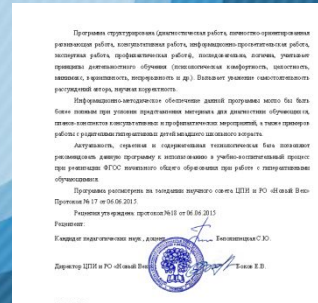 Программа структурирована (диагностическая работа, личностно-ориентированная
развивающая работа, консультативная работа, информационно-просветительская работа,
экспертная работа, профилактическая работа), последовательна, логична, учитывает
принципы деятельностного обучения (психологическая комфортность, целостность,
минимакс, вариативность, непрерывность и др.). Вызывает уважение самостоятельность
рассуждений автора, научная корректность.
Информационно-методическое обеспечение данной программы могло бы быть
более полным при условии представления материала для диагностики обучающихся,
планов-конспектов консультативных и профилактических мероприятий, а также примеров
работы с родителями гиперактивных детей младшего школьного возраста.
Актуальность, серьезная и содержательная технологическая база позволяют
рекомендовать данную программу к использованию в учебно-воспитательный процесс
при реализации ФГОС начального общего образования при работе с гиперактивными
обучающимися.
Программа рассмотрена на заседании научного совета ЦПИ и РО «Новый Век»
Протокол № 17 от 06.06.2015.
Рецензия утверждена: протокол №18 от 06.06.2015
Рецензент:
Кандидат педагогических наук, доцент С.Ю.
Директор ЦПИ и РО «Новый Век» Боков К.В.